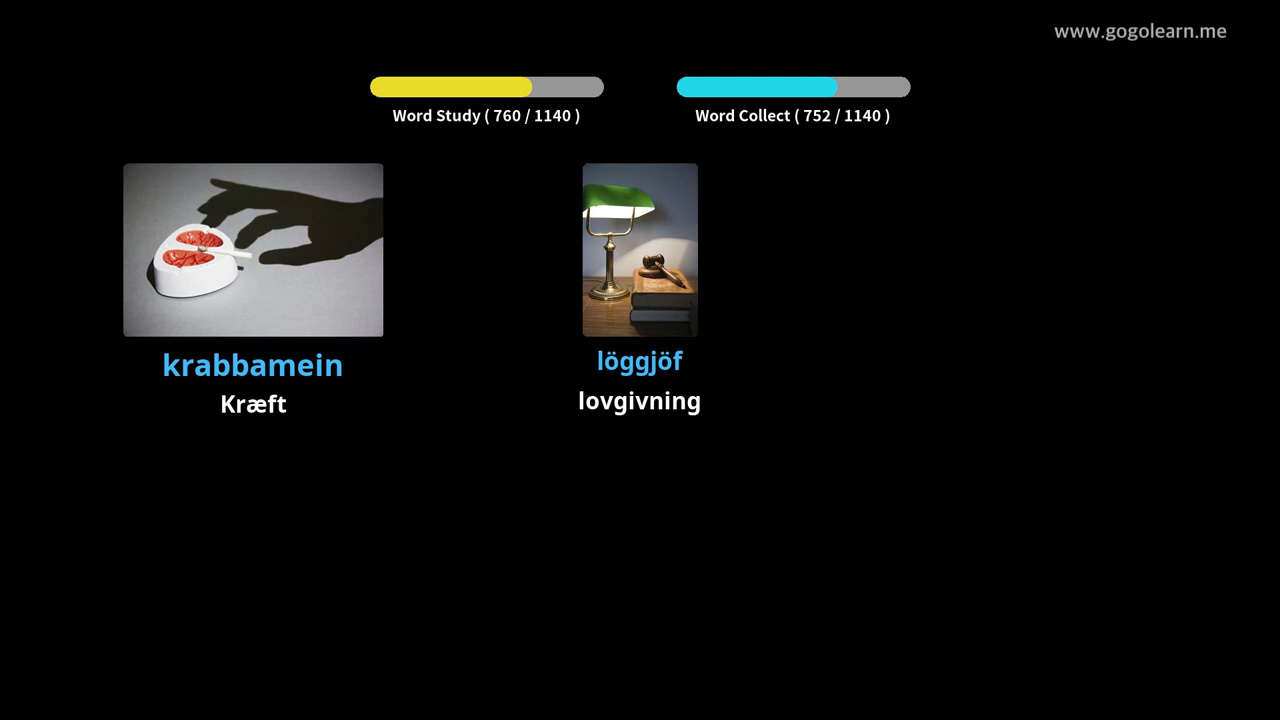 www.gogolearn.me
Word Study ( 760 / 1140 )
Word Collect ( 752 / 1140 )
krabbamein
Kræft
löggjöf
lovgivning